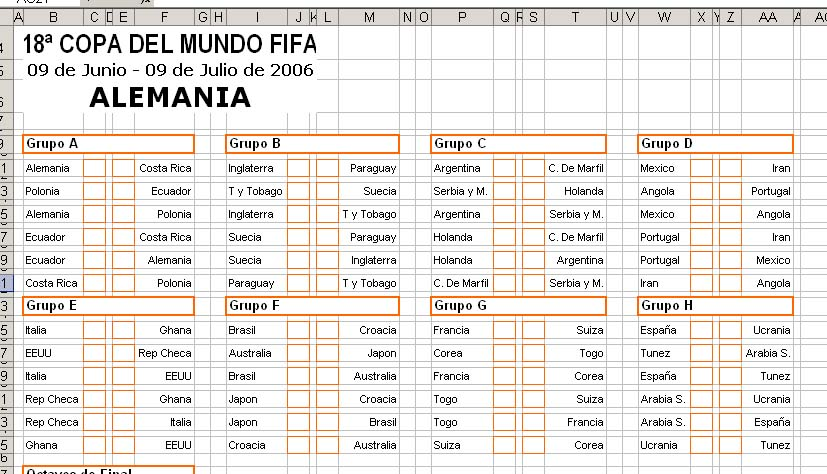 A B C D E F G H I J K L M N O P Q R S T U V W X Y Z AA A AC
18ª COPA DEL MUNDO FIFA
09 de Junio - 09 de Julio de 2006
ALEMANIA
Grupo A Grupo B Grupo C Grupo D
Alemania Costa Rica Inglaterra Paraguay Argentina C. De Marfil Mexico Iran
Polonia Ecuador T y Tobago Suecia Serbia y M. Holanda Angola Portugal
Alemania Polonia Inglaterra T y Tobago Argentina Serbia y M. Mexico Angola
Ecuador Costa Rica Suecia Paraguay Holanda C. De Marfil Portugal Iran
Ecuador Alemania Suecia Inglaterra Holanda Argentina Portugal Mexico
Costa Rica Polonia Paraguay T y Tobago C. De Marfil Serbia y M. Iran Angola
Grupo E Grupo F Grupo G Grupo H
Italia Ghana Brasil Croacia Francia Suiza España Ucrania
EEUU Rep Checa Australia Japon Corea Togo Tunez Arabia S.
Italia EEUU Brasil Australia Francia Corea España Tunez
Rep Checa Ghana Japon Croacia Togo Suiza Arabia S. Ucrania
Rep Checa Italia Japon Brasil Togo Francia Arabia S. España
Ghana EEUU Croacia Australia Suiza Corea Ucrania Tunez
Octavos de Final